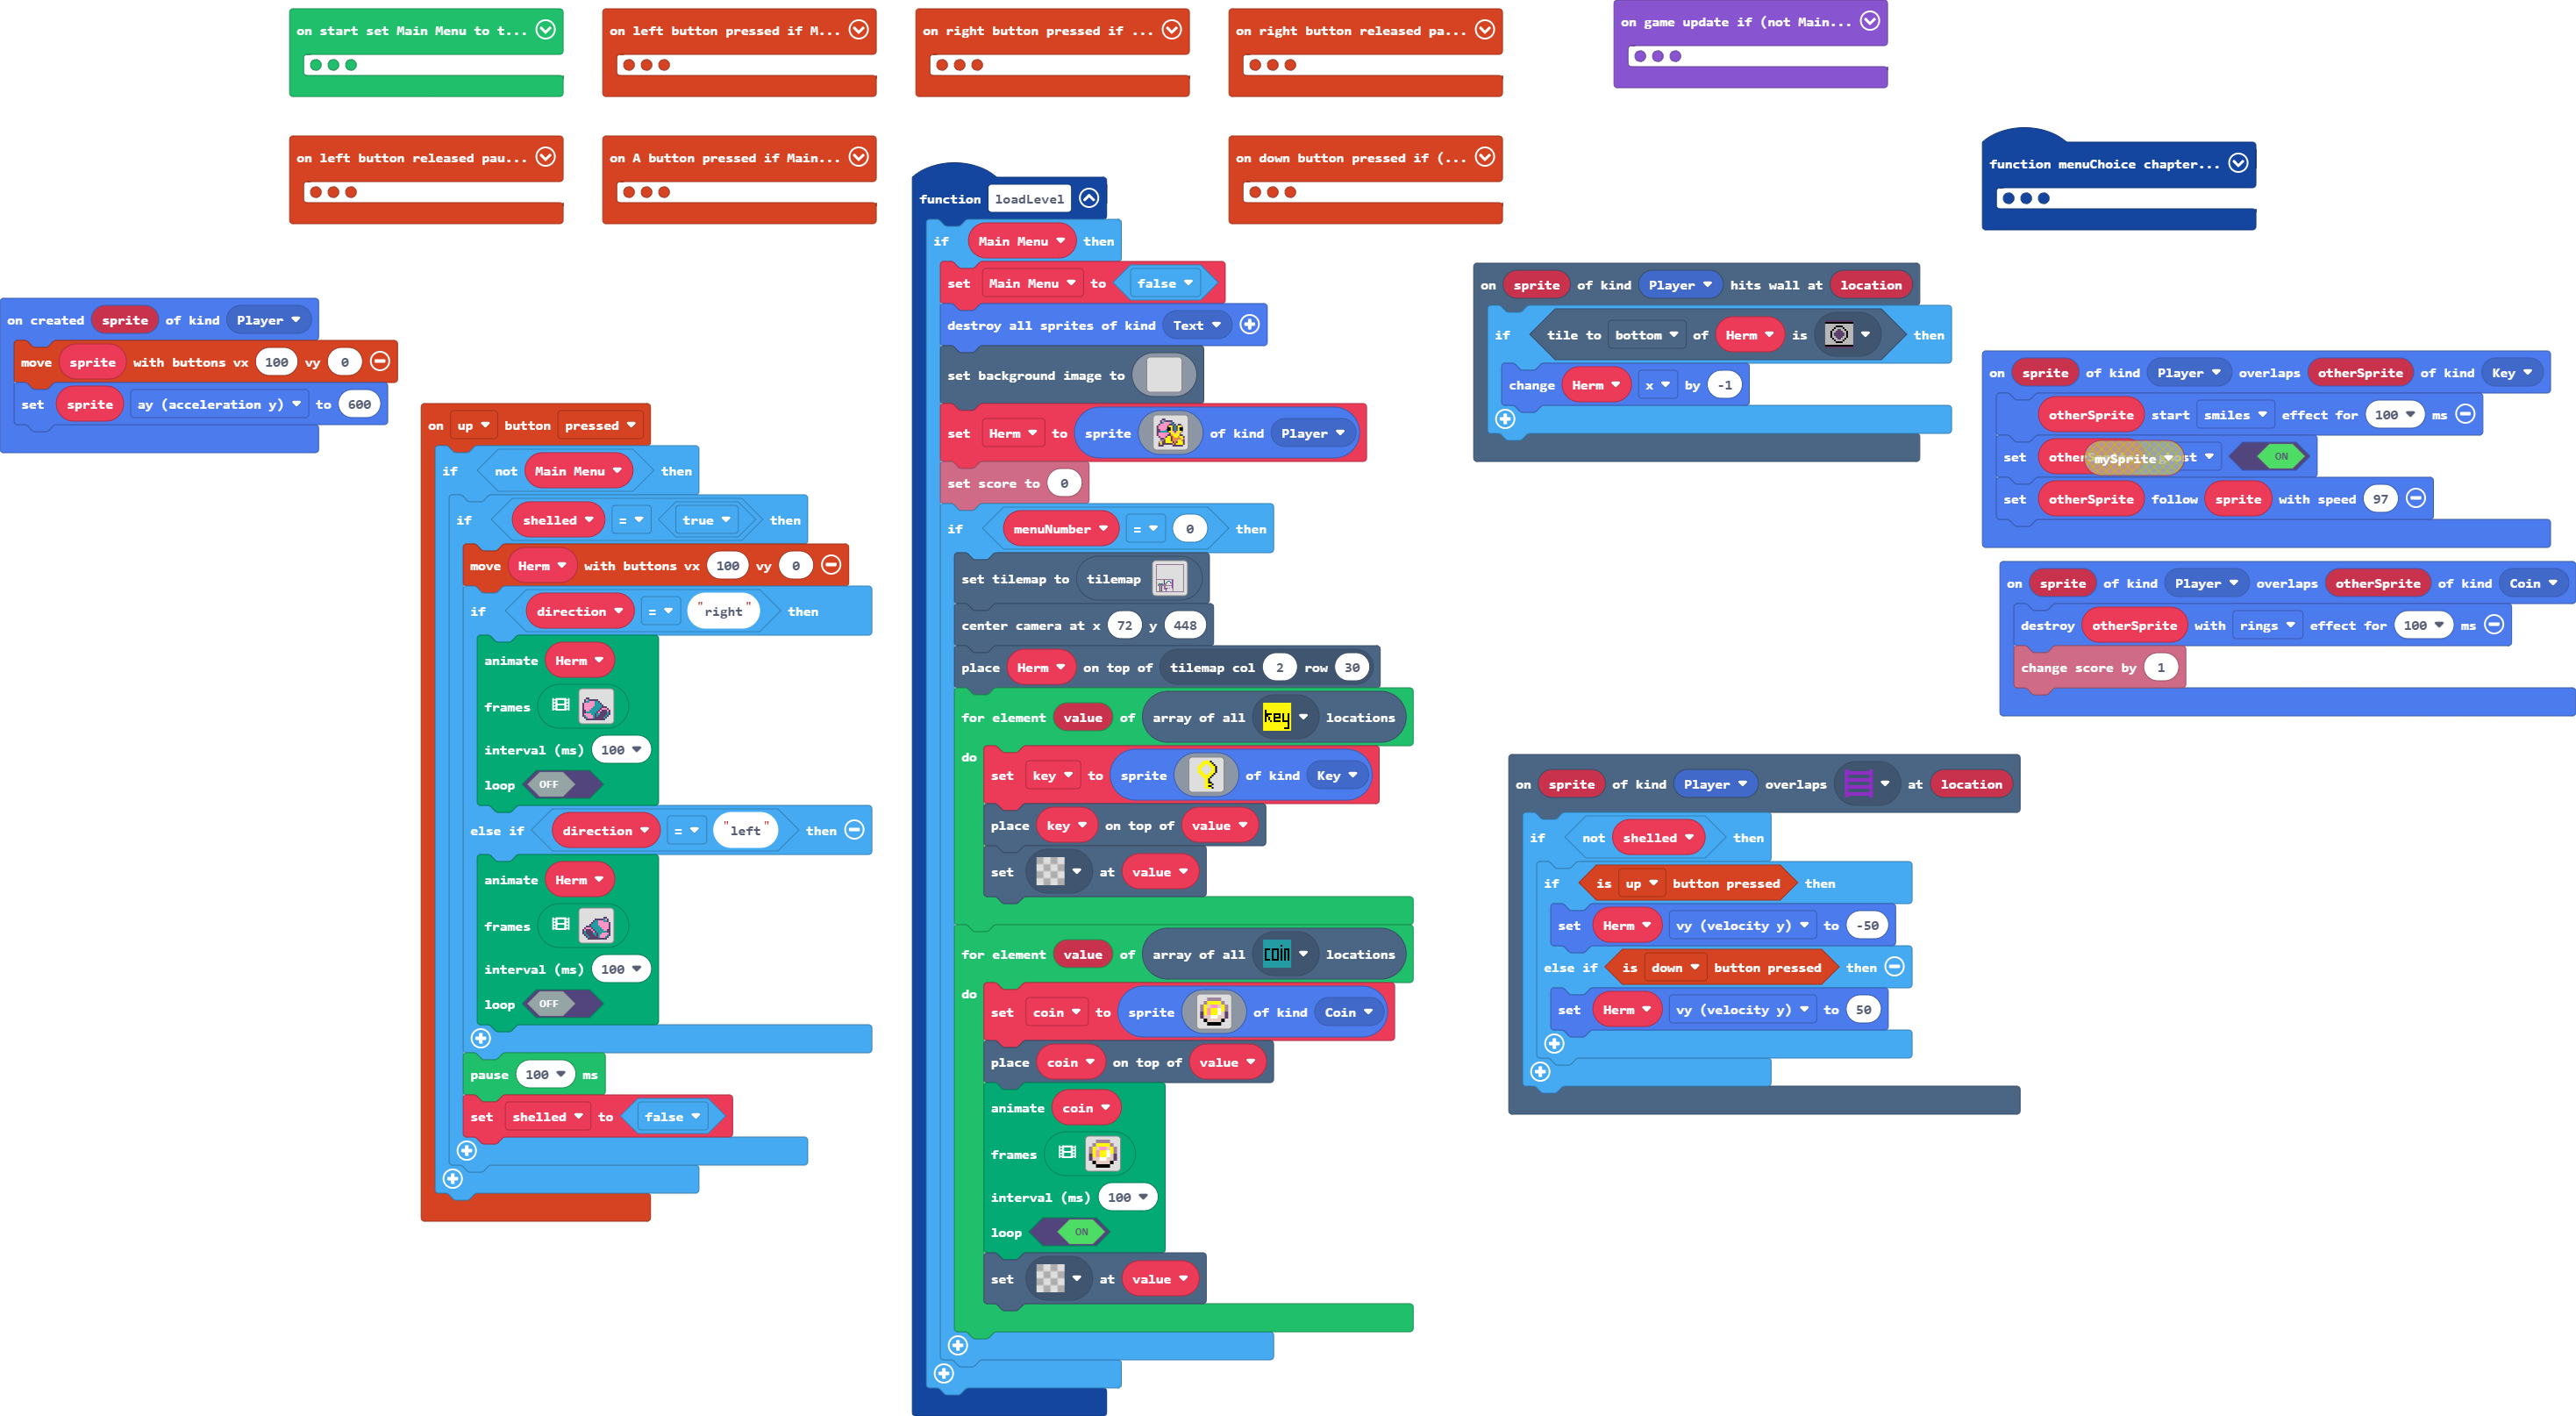 on start set Main Menu to t...
on left button pressed if M...
on right button pressed if ...
on right button released pa...
on game update if (not Main...
on left button released pau...
on A button pressed if Main...
on down button pressed if (...
function menuChoice chapter...
on created sprite of kind Player
move sprite with buttons vx 100 vy 0
set sprite ay (acceleration y) to 600
on up button pressed
if not Main Menu then
if shelled = true then
move Herm with buttons vx 100 vy 0
if direction = "right" then
animate Herm
frames
interval (ms) 100
loop OFF
else if direction = "left" then
animate Herm
frames
interval (ms) 100
loop OFF
pause 100 ms
set shelled to false
function loadLevel
if Main Menu then
set Main Menu to false
destroy all sprites of kind Text
set background image to
set Herm to sprite of kind Player
set score to 0
if menuNumber = 0 then
set tilemap to tilemap
center camera at x 72 y 448
place Herm on top of tilemap col 2 row 30
for element value of array of all key locations
do
set key to sprite of kind Key
place key on top of value
set at value
for element value of array of all coin locations
do
set coin to sprite of kind Coin
place coin on top of value
animate coin
frames
interval (ms) 100
loop ON
set at value
on sprite of kind Player hits wall at location
if tile to bottom of Herm is then
change Herm x by -1
on sprite of kind Player overlaps otherSprite of kind Key
otherSprite start smiles effect for 100 ms
set mySprite ON
set otherSprite follow sprite with speed 97
on sprite of kind Player overlaps otherSprite of kind Coin
destroy otherSprite with rings effect for 100 ms
change score by 1
on sprite of kind Player overlaps at location
if not shelled then
if is up button pressed then
set Herm vy (velocity y) to -50
else if is down button pressed then
set Herm vy (velocity y) to 50